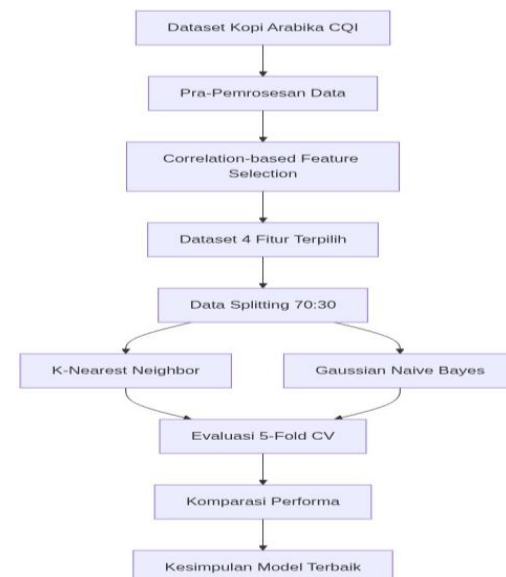 Dataset Kopi Arabika CQI
Pra-Pemrosesan Data
Correlation-based Feature
Selection
Dataset 4 Fitur Terpilih
Data Splitting 70:30
K-Nearest Neighbor
Gaussian Naive Bayes
Evaluasi 5-Fold CV
Komparasi Performa
Kesimpulan Model Terbaik